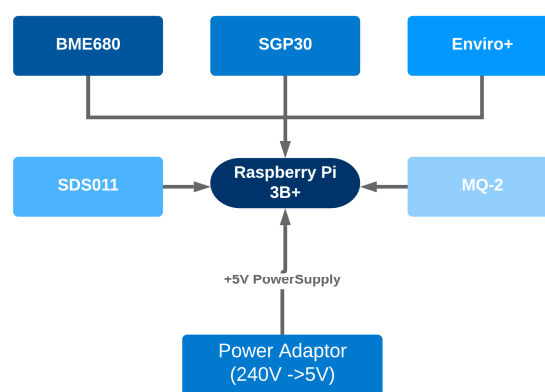 BME680
SGP30
Enviro+
SDS011
Raspberry Pi
3B+
MQ-2
+5V PowerSupply
Power Adaptor
(240V ->5V)